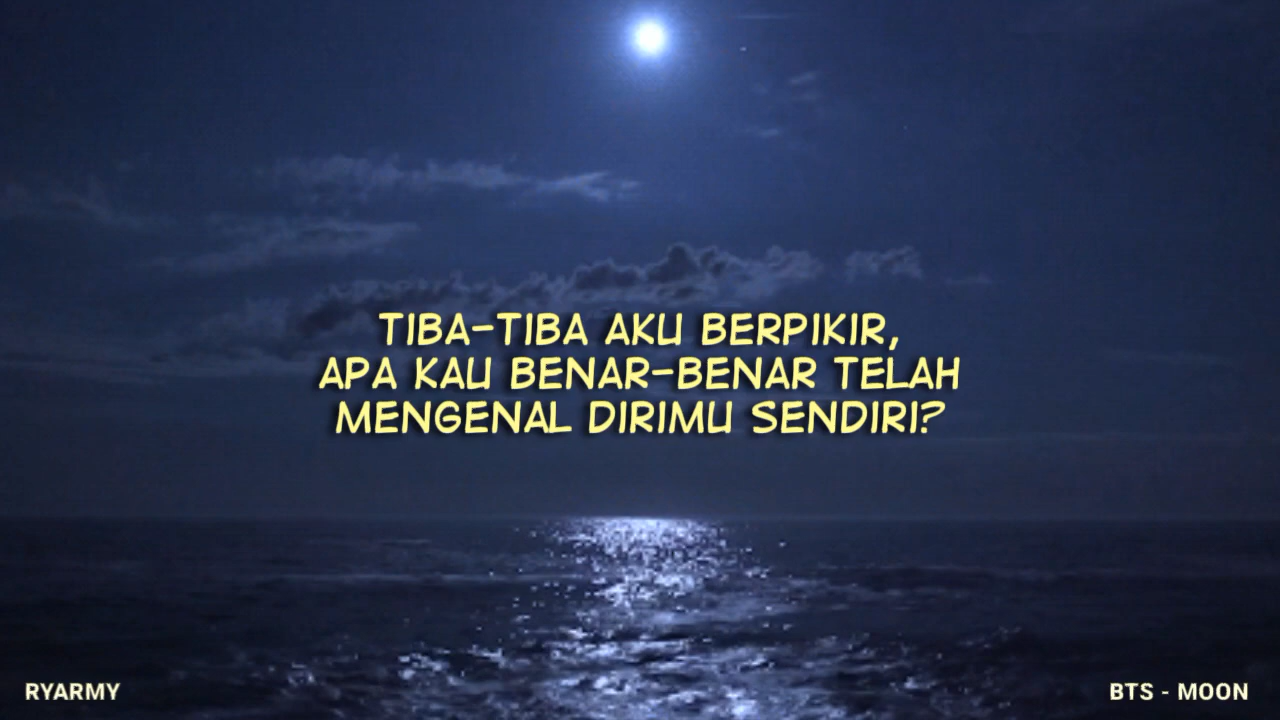 TIBA-TIBA AKU BERPIKIR,
APA KAU BENAR-BENAR TELAH
MENGENAL DIRIMU SENDIRI?
RYARMY
BTS - MOON